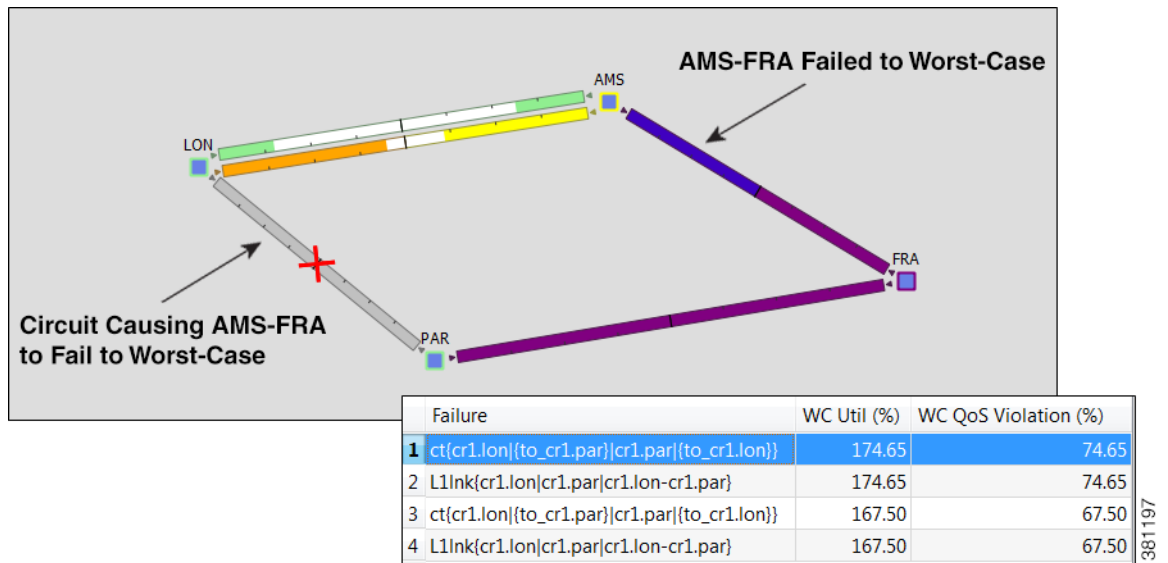 AMS-FRA Failed to Worst-Case
AMS
LON
FRA
Circuit Causing AMS-FRA
to Fail to Worst-Case
PAR
Failure WC Util (%) WC QoS Violation (%)
1 ct{cr1.lon|{to_cr1.par}|cr1.par|{to_cr1.lon}} 174.65 74.65
2 L1lnk{cr1.lon|cr1.par|cr1.lon-cr1.par} 174.65 74.65
3 ct{cr1.lon|{to_cr1.par}|cr1.par|{to_cr1.lon}} 167.50 67.50
4 L1lnk{cr1.lon|cr1.par|cr1.lon-cr1.par} 167.50 67.50
381197